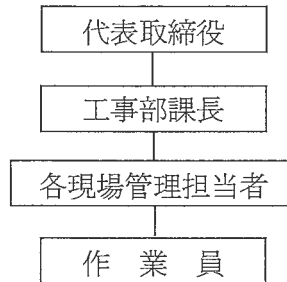 代表取締役
工事部課長
各現場管理担当者
作　業　員